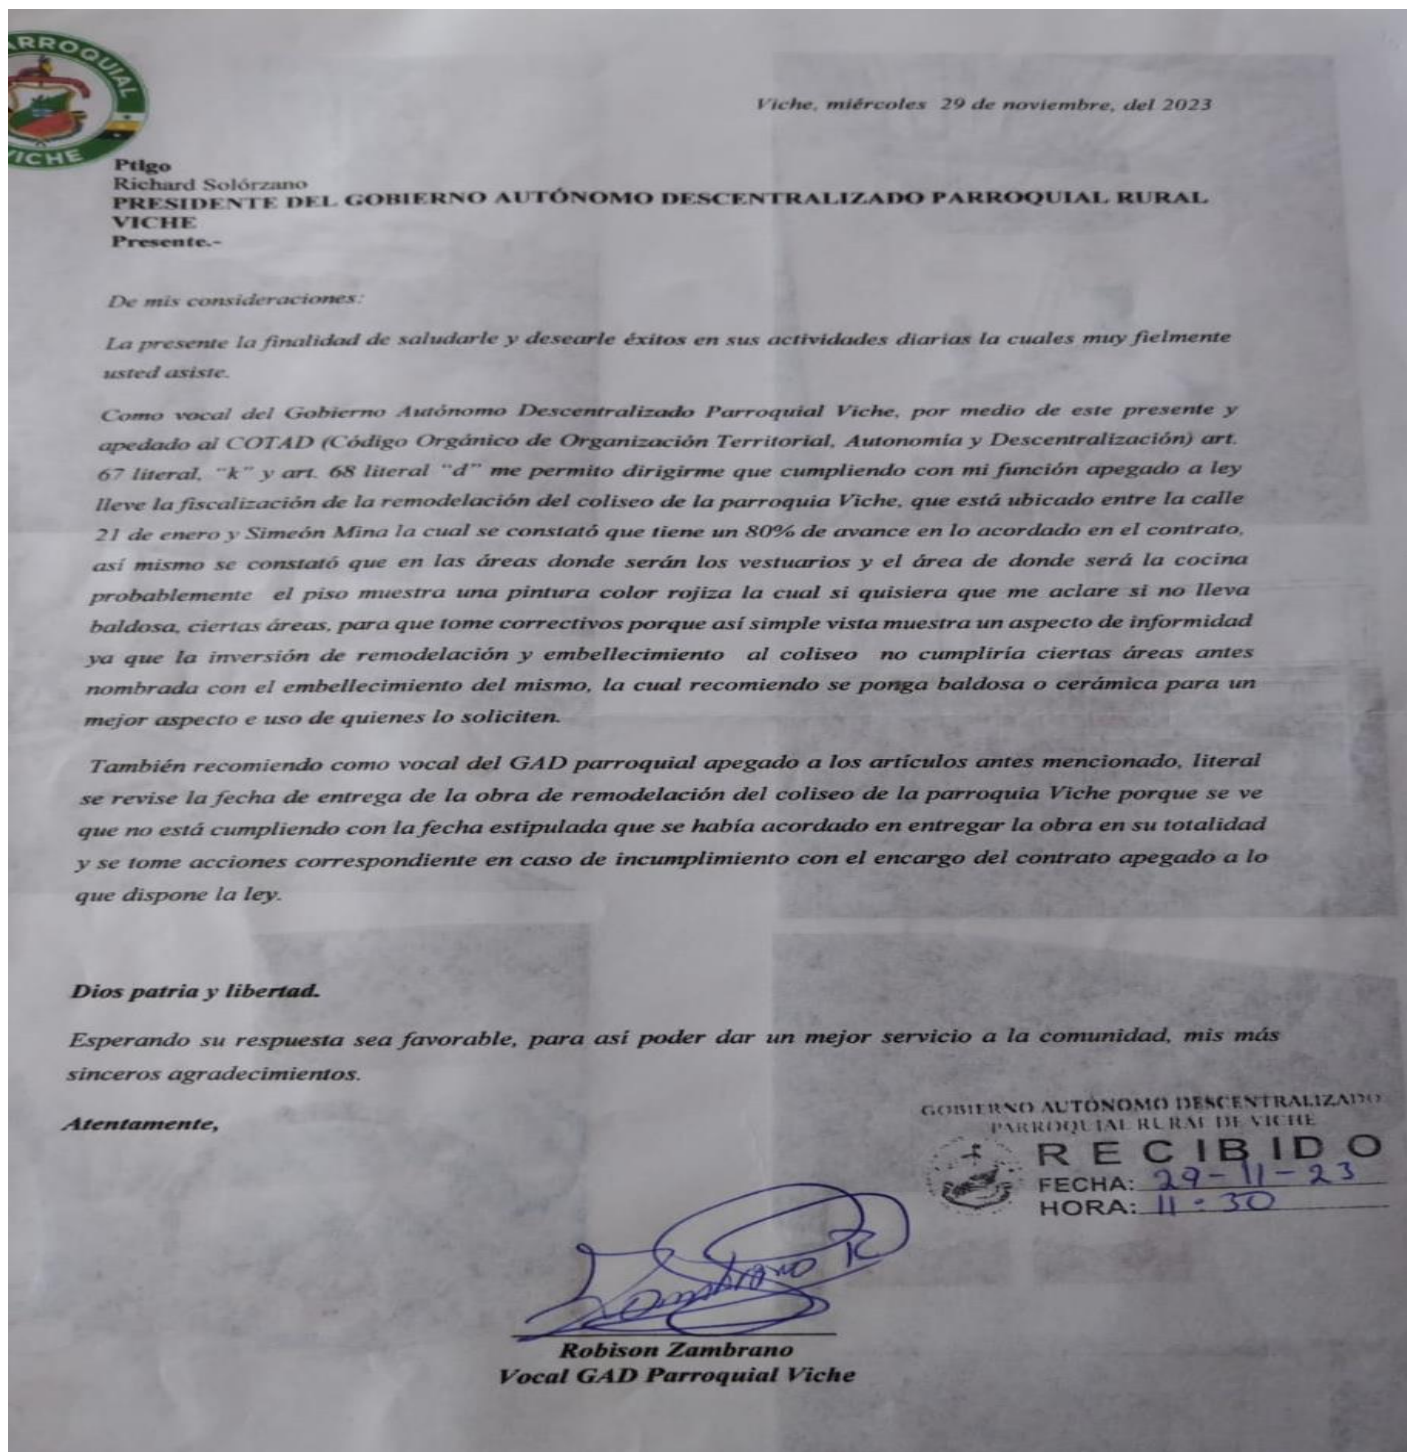 PARROQUIAL
VICHE
Viche, miércoles 29 de noviembre, del 2023
Ptlgo
Richard Solórzano
PRESIDENTE DEL GOBIERNO AUTÓNOMO DESCENTRALIZADO PARROQUIAL RURAL
VICHE
Presente.-
De mis consideraciones:
La presente la finalidad de saludarle y desearle éxitos en sus actividades diarias la cuales muy fielmente
usted asiste.
Como vocal del Gobierno Autónomo Descentralizado Parroquial Viche, por medio de este presente y
apedado al COTAD (Código Orgánico de Organización Territorial, Autonomía y Descentralización) art.
67 literal, "k" y art. 68 literal "d" me permito dirigirme que cumpliendo con mi función apegado a ley
lleve la fiscalización de la remodelación del coliseo de la parroquia Viche, que está ubicado entre la calle
21 de enero y Simeón Mina la cual se constató que tiene un 80% de avance en lo acordado en el contrato,
así mismo se constató que en las áreas donde serán los vestuarios y el área de donde será la cocina
probablemente el piso muestra una pintura color rojiza la cual si quisiera que me aclare si no lleva
baldosa, ciertas áreas, para que tome correctivos porque así simple vista muestra un aspecto de informidad
ya que la inversión de remodelación y embellecimiento al coliseo no cumpliría ciertas áreas antes
nombrada con el embellecimiento del mismo, la cual recomiendo se ponga baldosa o cerámica para un
mejor aspecto e uso de quienes lo soliciten.
También recomiendo como vocal del GAD parroquial apegado a los artículos antes mencionado, literal
se revise la fecha de entrega de la obra de remodelación del coliseo de la parroquia Viche porque se ve
que no está cumpliendo con la fecha estipulada que se había acordado en entregar la obra en su totalidad
y se tome acciones correspondiente en caso de incumplimiento con el encargo del contrato apegado a lo
que dispone la ley.
Dios patria y libertad.
Esperando su respuesta sea favorable, para así poder dar un mejor servicio a la comunidad, mis más
sinceros agradecimientos.
Atentamente,
GOBIERNO AUTÓNOMO DESCENTRALIZADO
PARROQUIAL RURAL DE VICHE
RECIBIDO
FECHA: 29-11-23
HORA: 11:30
Zambrano R
Robison Zambrano
Vocal GAD Parroquial Viche